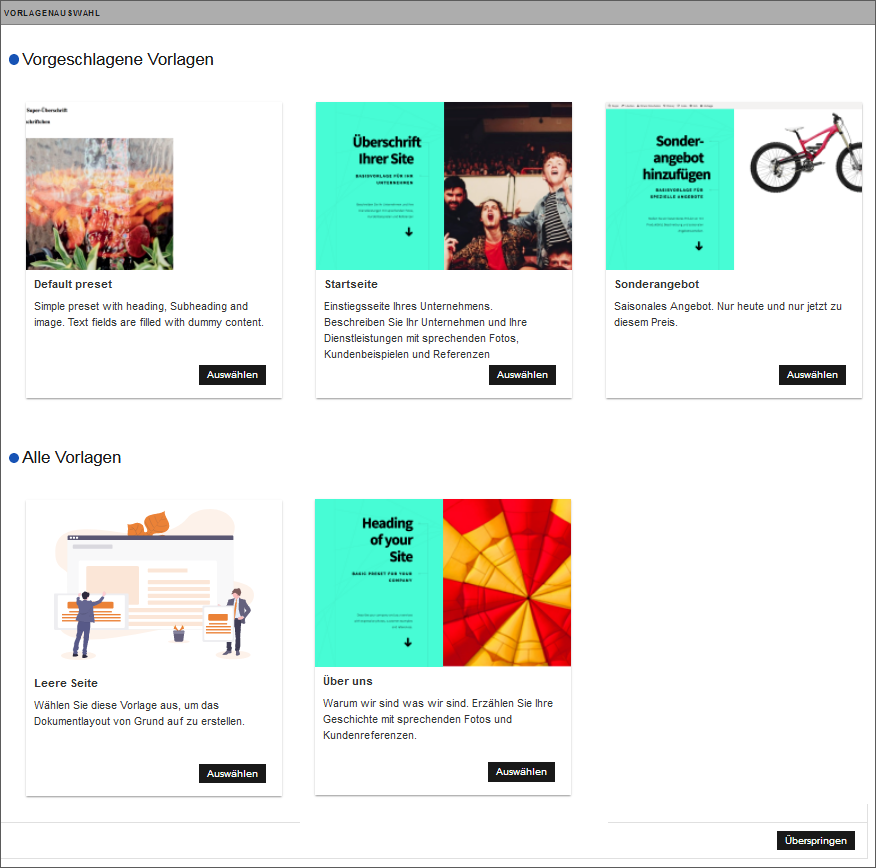 VORLAGENAUSWAHL
Vorgeschlagene Vorlagen
Super-Überschrift
Überschrift
Ihrer Site
BASISVORLAGE FÜR IHR
UNTERNEHMEN
Sonder-
angebot
hinzufügen
BASISVORLAGE FÜR
SPEZIELLE ANGEBOTE
Default preset
Simple preset with heading, Subheading and
image. Text fields are filled with dummy content.
Auswählen
Startseite
Einstiegsseite Ihres Unternehmens.
Beschreiben Sie Ihr Unternehmen und Ihre
Dienstleistungen mit sprechenden Fotos,
Kundenbeispielen und Referenzen
Auswählen
Sonderangebot
Saisonales Angebot. Nur heute und nur jetzt zu
diesem Preis.
Auswählen
Alle Vorlagen
Heading
of your
Site
BASIC PRESET FOR YOUR
COMPANY
Leere Seite
Wählen Sie diese Vorlage aus, um das
Dokumentlayout von Grund auf zu erstellen.
Auswählen
Über uns
Warum wir sind was wir sind. Erzählen Sie Ihre
Geschichte mit sprechenden Fotos und
Kundenreferenzen.
Auswählen
Überspringen